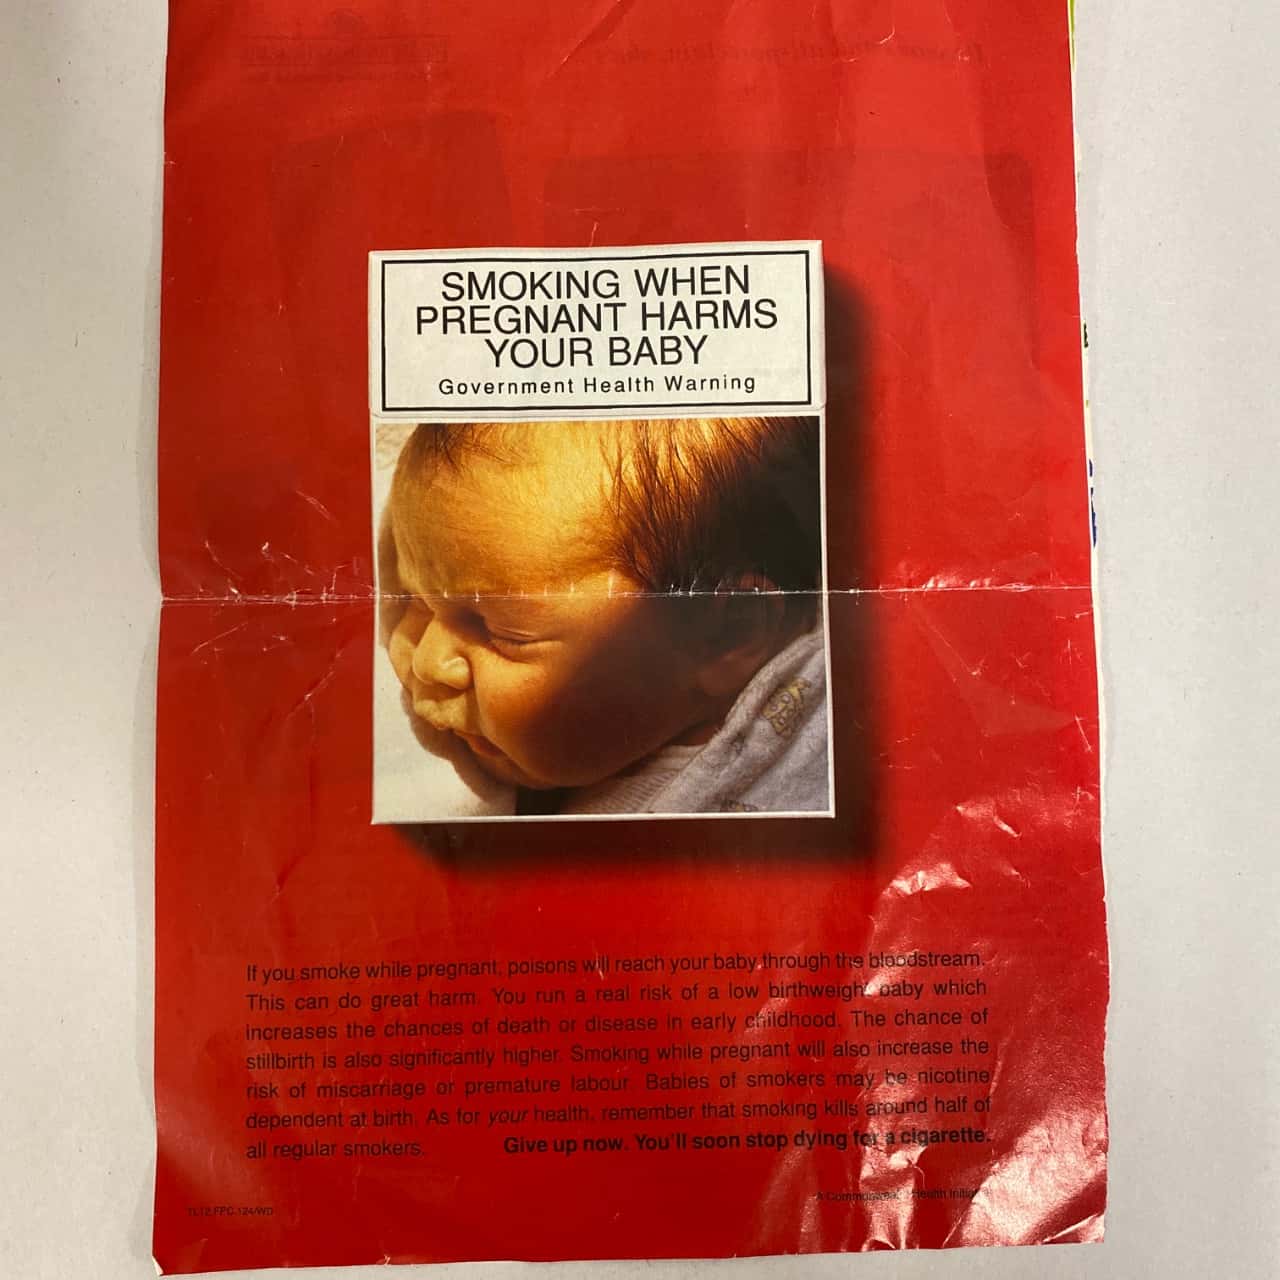 SMOKING WHEN
PREGNANT HARMS
YOUR BABY
Government Health Warning
If you smoke while pregnant, poisons will reach your baby through the bloodstream.
This can do great harm. You run a real risk of a low birthweight baby which
increases the chances of death or disease in early childhood. The chance of
stillbirth is also significantly higher. Smoking while pregnant will also increase the
risk of miscarriage or premature labour. Babies of smokers may be nicotine
dependent at birth. As for your health, remember that smoking kills around half of
all regular smokers. Give up now. You'll soon stop dying for a cigarette.
A Health
TL12.FPC.124/WD